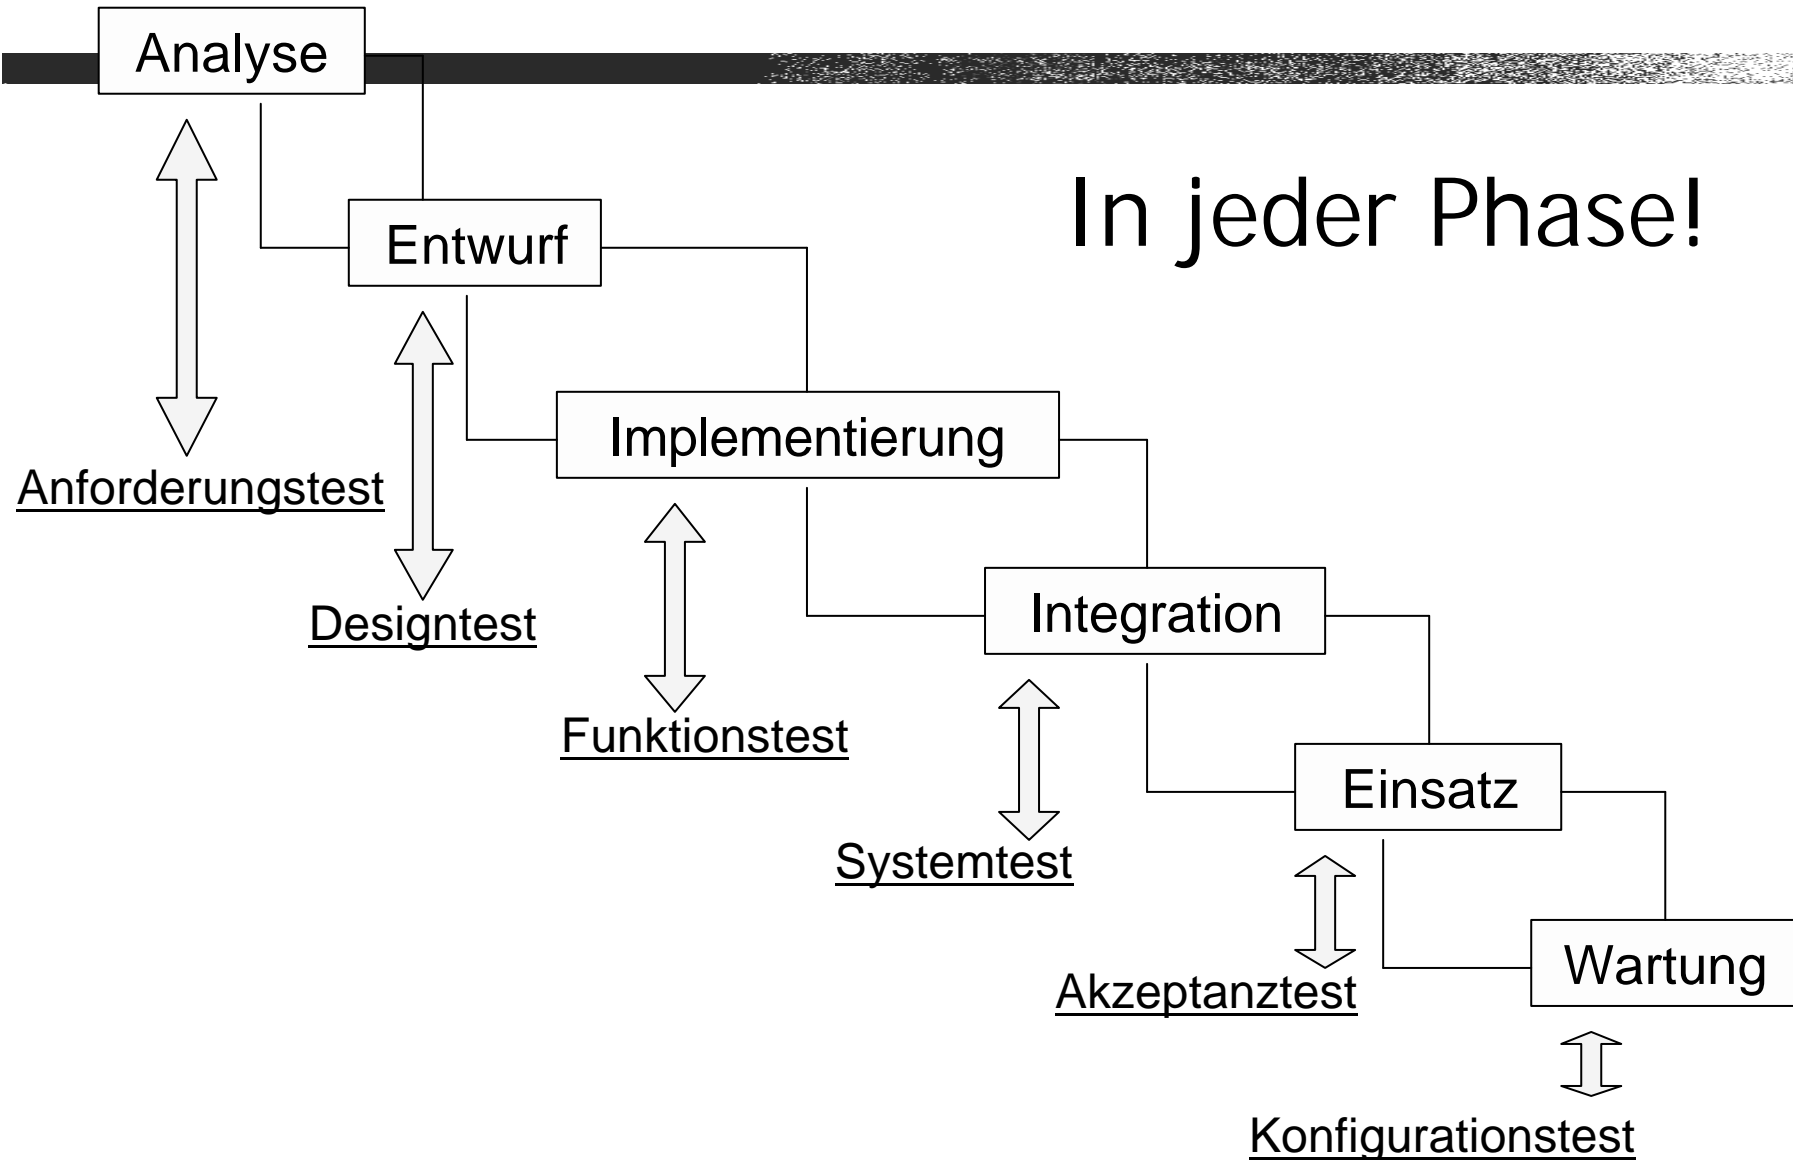 Analyse
In jeder Phase!
Entwurf
Implementierung
Anforderungstest
Integration
Designtest
Funktionstest
Einsatz
Systemtest
Wartung
Akzeptanztest
Konfigurationstest